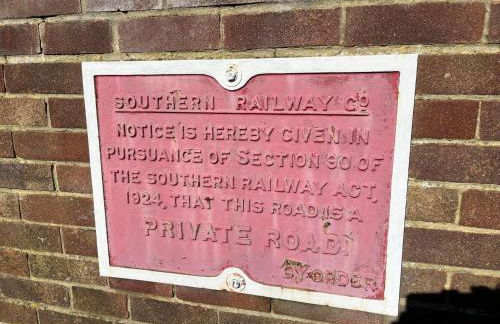 SOUTHERN RAILWAY Co
NOTICE IS HEREBY GIVEN IN
PURSUANCE OF SECTION 90 OF
THE SOUTHERN RAILWAY ACT,
1924, THAT THIS ROAD IS A
PRIVATE ROAD.
BY ORDER